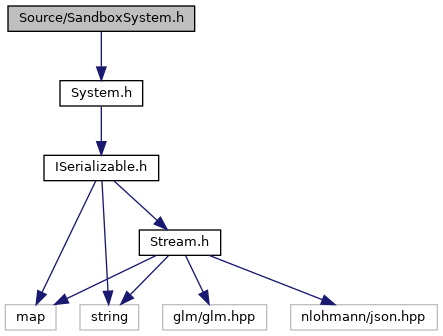 Source/SandboxSystem.h
System.h
ISerializable.h
Stream.h
map
string
glm/glm.hpp
nlohmann/json.hpp